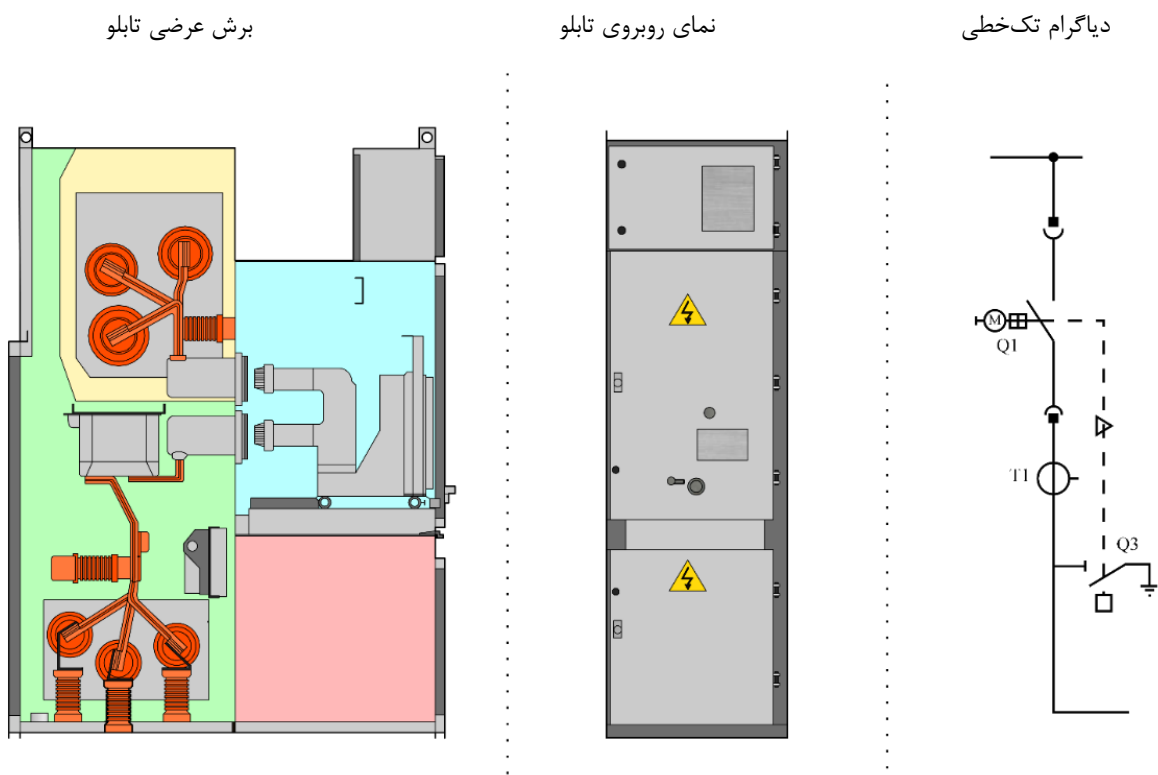 دیاگرام تک‌خطی
نمای روبروی تابلو
برش عرضی تابلو
M
Q1
T1
Q3